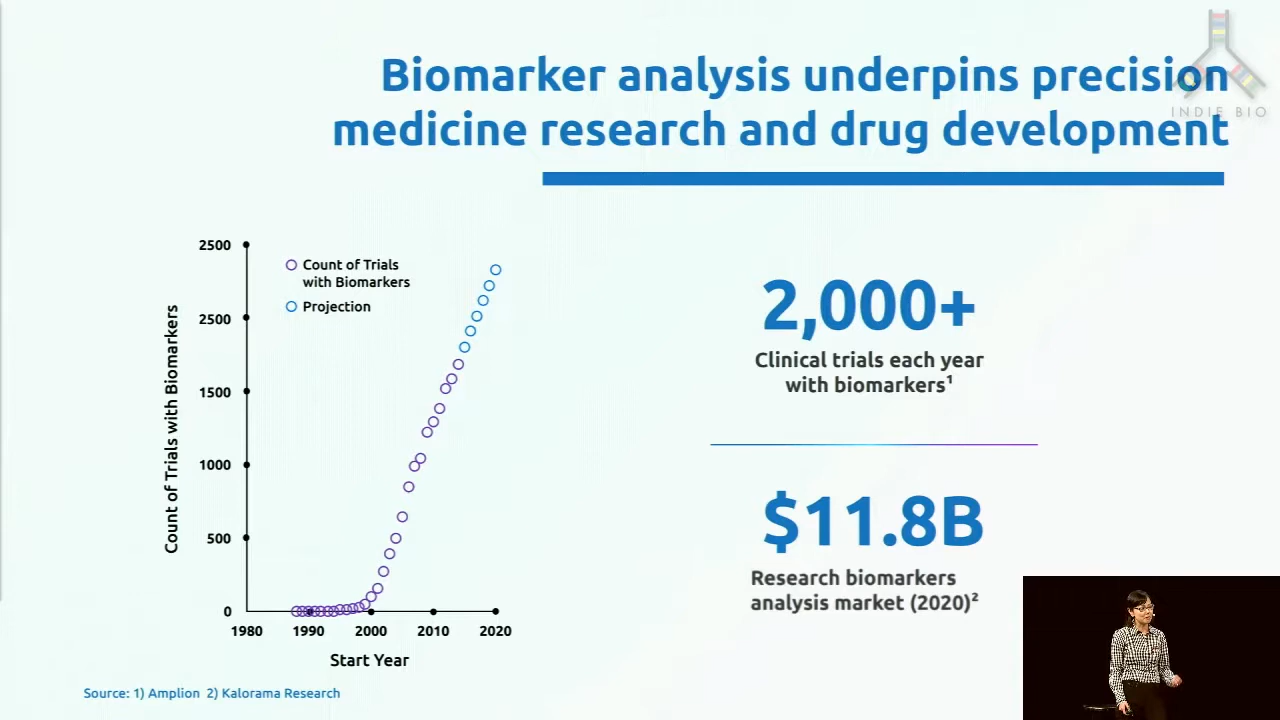 Biomarker analysis underpins precision
medicine research and drug development
INDIE BIO
2500
2500
1500
1000
500
0
Count of Trials with Biomarkers
Count of Trials
with Biomarkers
Projection
1980 1990 2000 2010 2020
Start Year
2,000+
Clinical trials each year
with biomarkers¹
$11.8B
Research biomarkers
analysis market (2020)²
Source: 1) Amplion 2) Kalorama Research